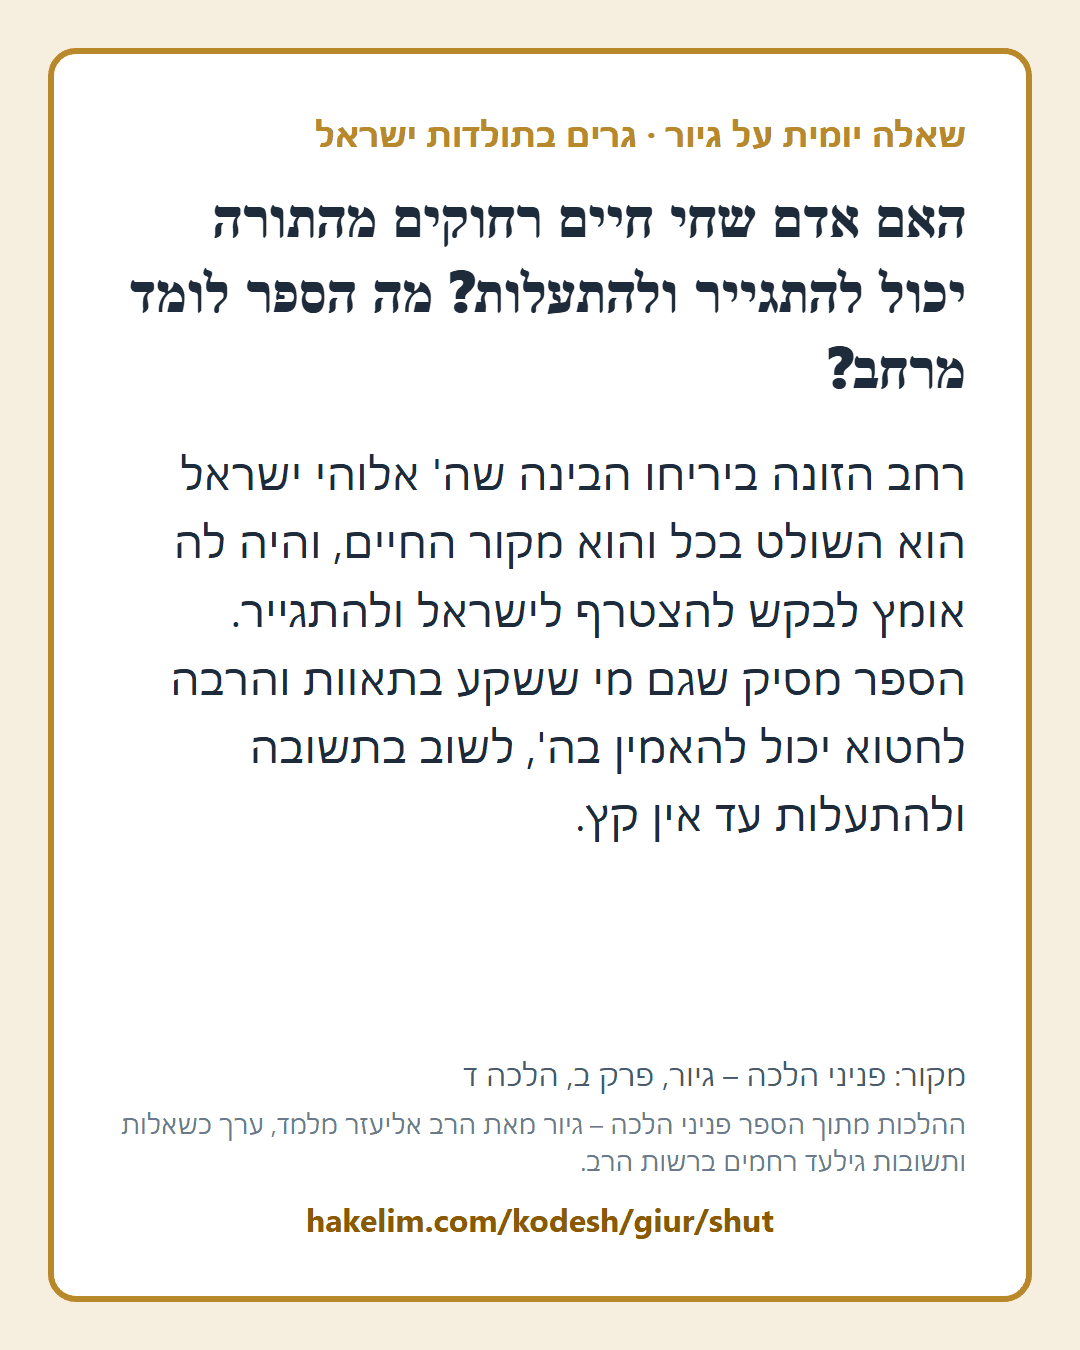 שאלה יומית על גיור · גרים בתולדות ישראל
האם אדם שחי חיים רחוקים מהתורה
יכול להתגייר ולהתעלות? מה הספר לומד
מרחב?
רחב הזונה ביריחו הבינה שה' אלוהי ישראל
הוא השולט בכל והוא מקור החיים, והיה לה
אומץ לבקש להצטרף לישראל ולהתגייר.
הספר מסיק שגם מי ששקע בתאוות והרבה
לחטוא יכול להאמין בה', לשוב בתשובה
ולהתעלות עד אין קץ.
מקור: פניני הלכה – גיור, פרק ב, הלכה ד
ההלכות מתוך הספר פניני הלכה – גיור מאת הרב אליעזר מלמד, ערך כשאלות
ותשובות גילעד רחמים ברשות הרב.
hakelim.com/kodesh/giur/shut